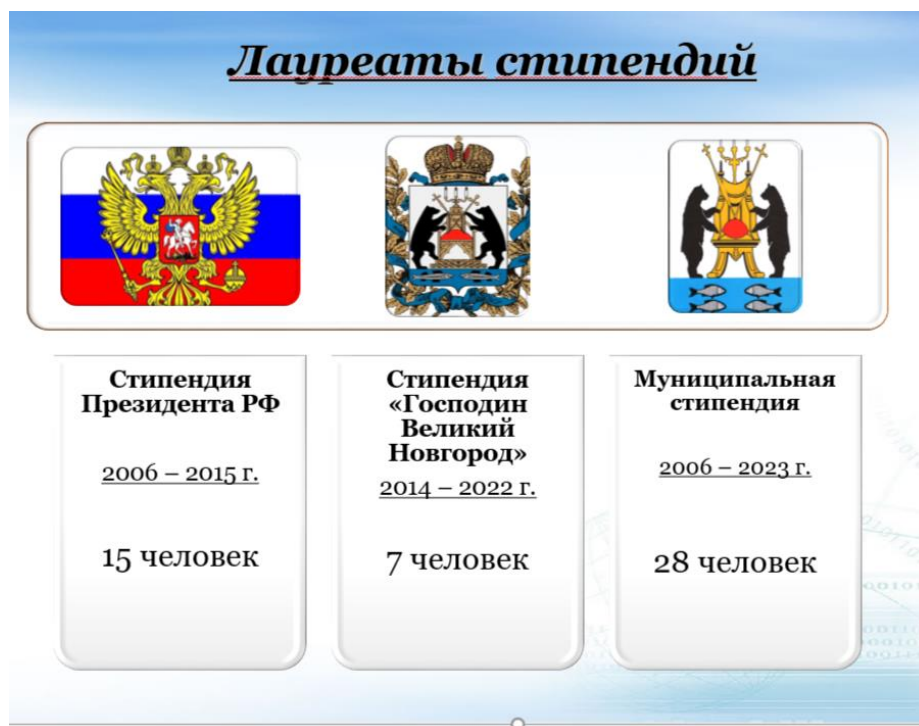 Лауреаты стипендий
Стипендия
Президента РФ
2006 – 2015 г.
15 человек
Стипендия
«Господин
Великий
Новгород»
2014 – 2022 г.
7 человек
Муниципальная
стипендия
2006 – 2023 г.
28 человек